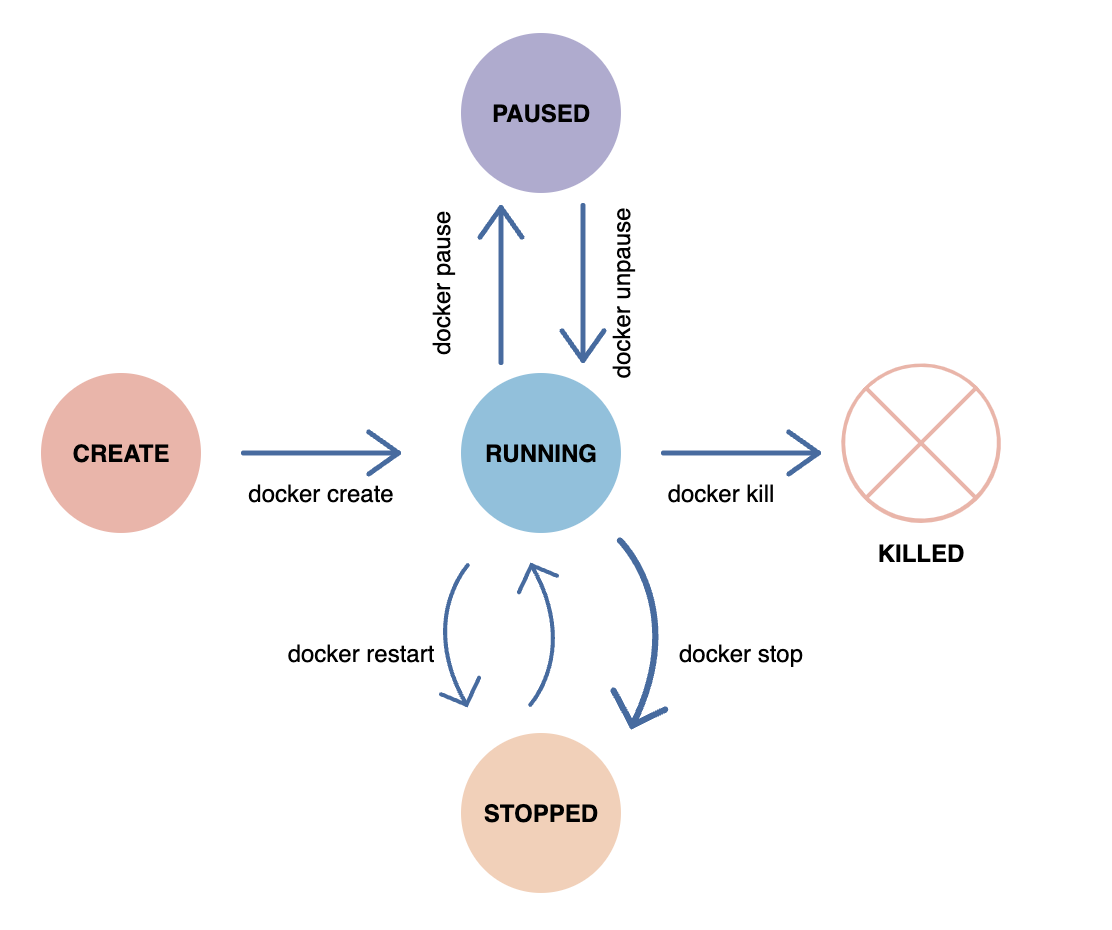 PAUSED
docker pause
docker unpause
CREATE
docker create
RUNNING
docker kill
KILLED
docker restart
docker stop
STOPPED